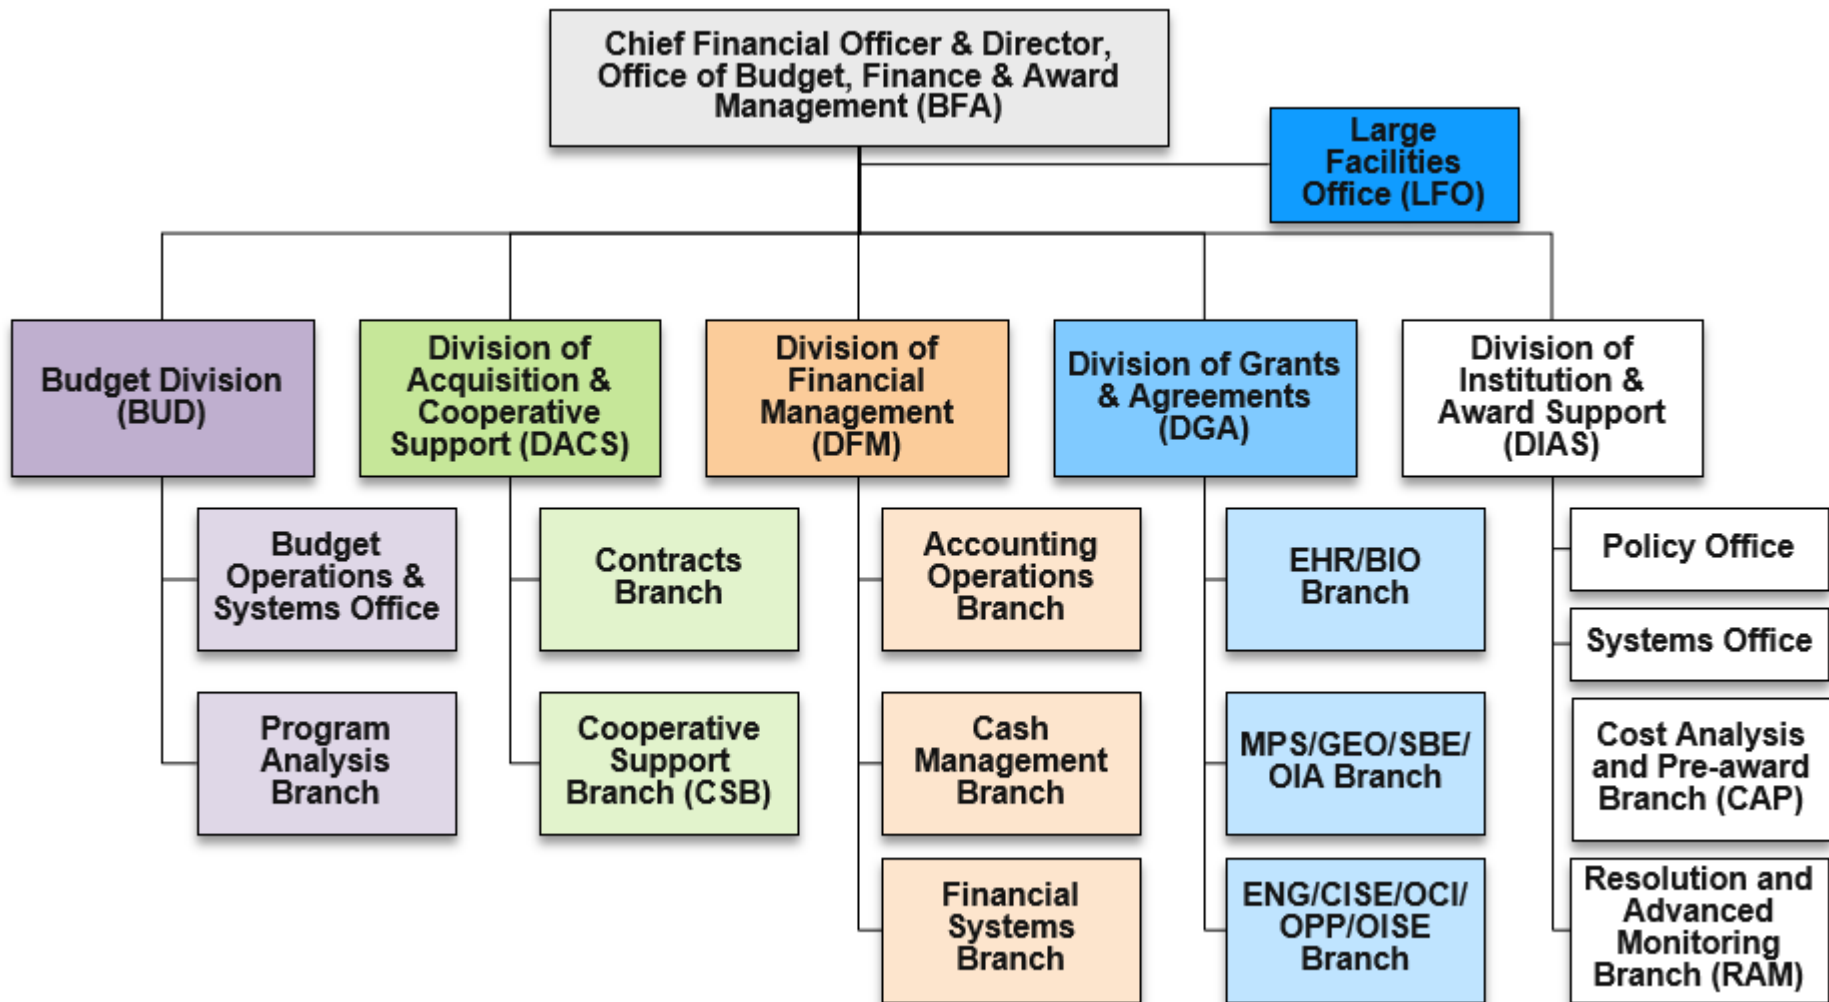 Chief Financial Officer & Director,
Office of Budget, Finance & Award
Management (BFA)
Large
Facilities
Office (LFO)
Budget Division
(BUD)
Division of
Acquisition &
Cooperative
Support (DACS)
Division of
Financial
Management
(DFM)
Division of Grants
& Agreements
(DGA)
Division of
Institution &
Award Support
(DIAS)
Budget
Operations &
Systems Office
Program
Analysis
Branch
Contracts
Branch
Cooperative
Support
Branch (CSB)
Accounting
Operations
Branch
Cash
Management
Branch
Financial
Systems
Branch
EHR/BIO
Branch
MPS/GEO/SBE/
OIA Branch
ENG/CISE/OCI/
OPP/OISE
Branch
Policy Office
Systems Office
Cost Analysis
and Pre-award
Branch (CAP)
Resolution and
Advanced
Monitoring
Branch (RAM)